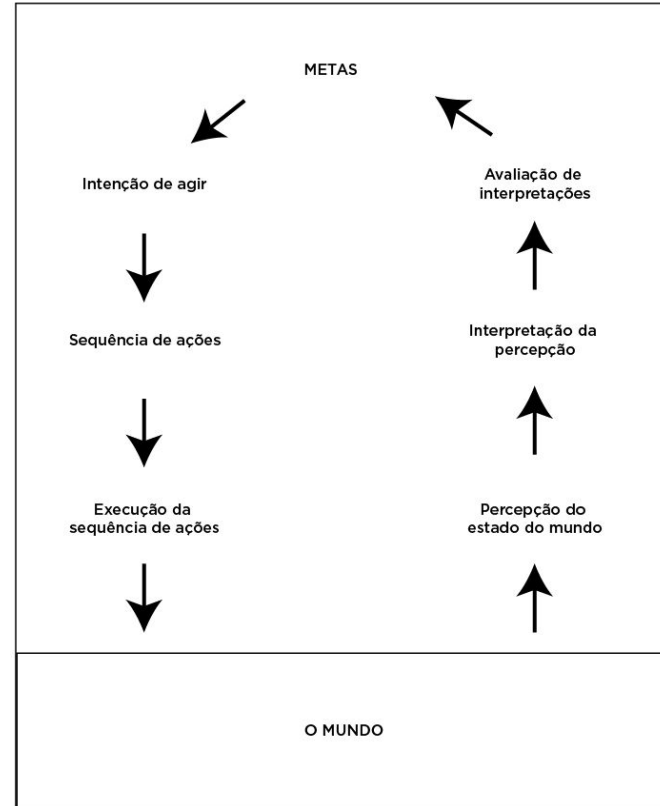 METAS
Intenção de agir
Sequência de ações
Execução da
sequência de ações
Avaliação de
interpretações
Interpretação da
percepção
Percepção do
estado do mundo
O MUNDO